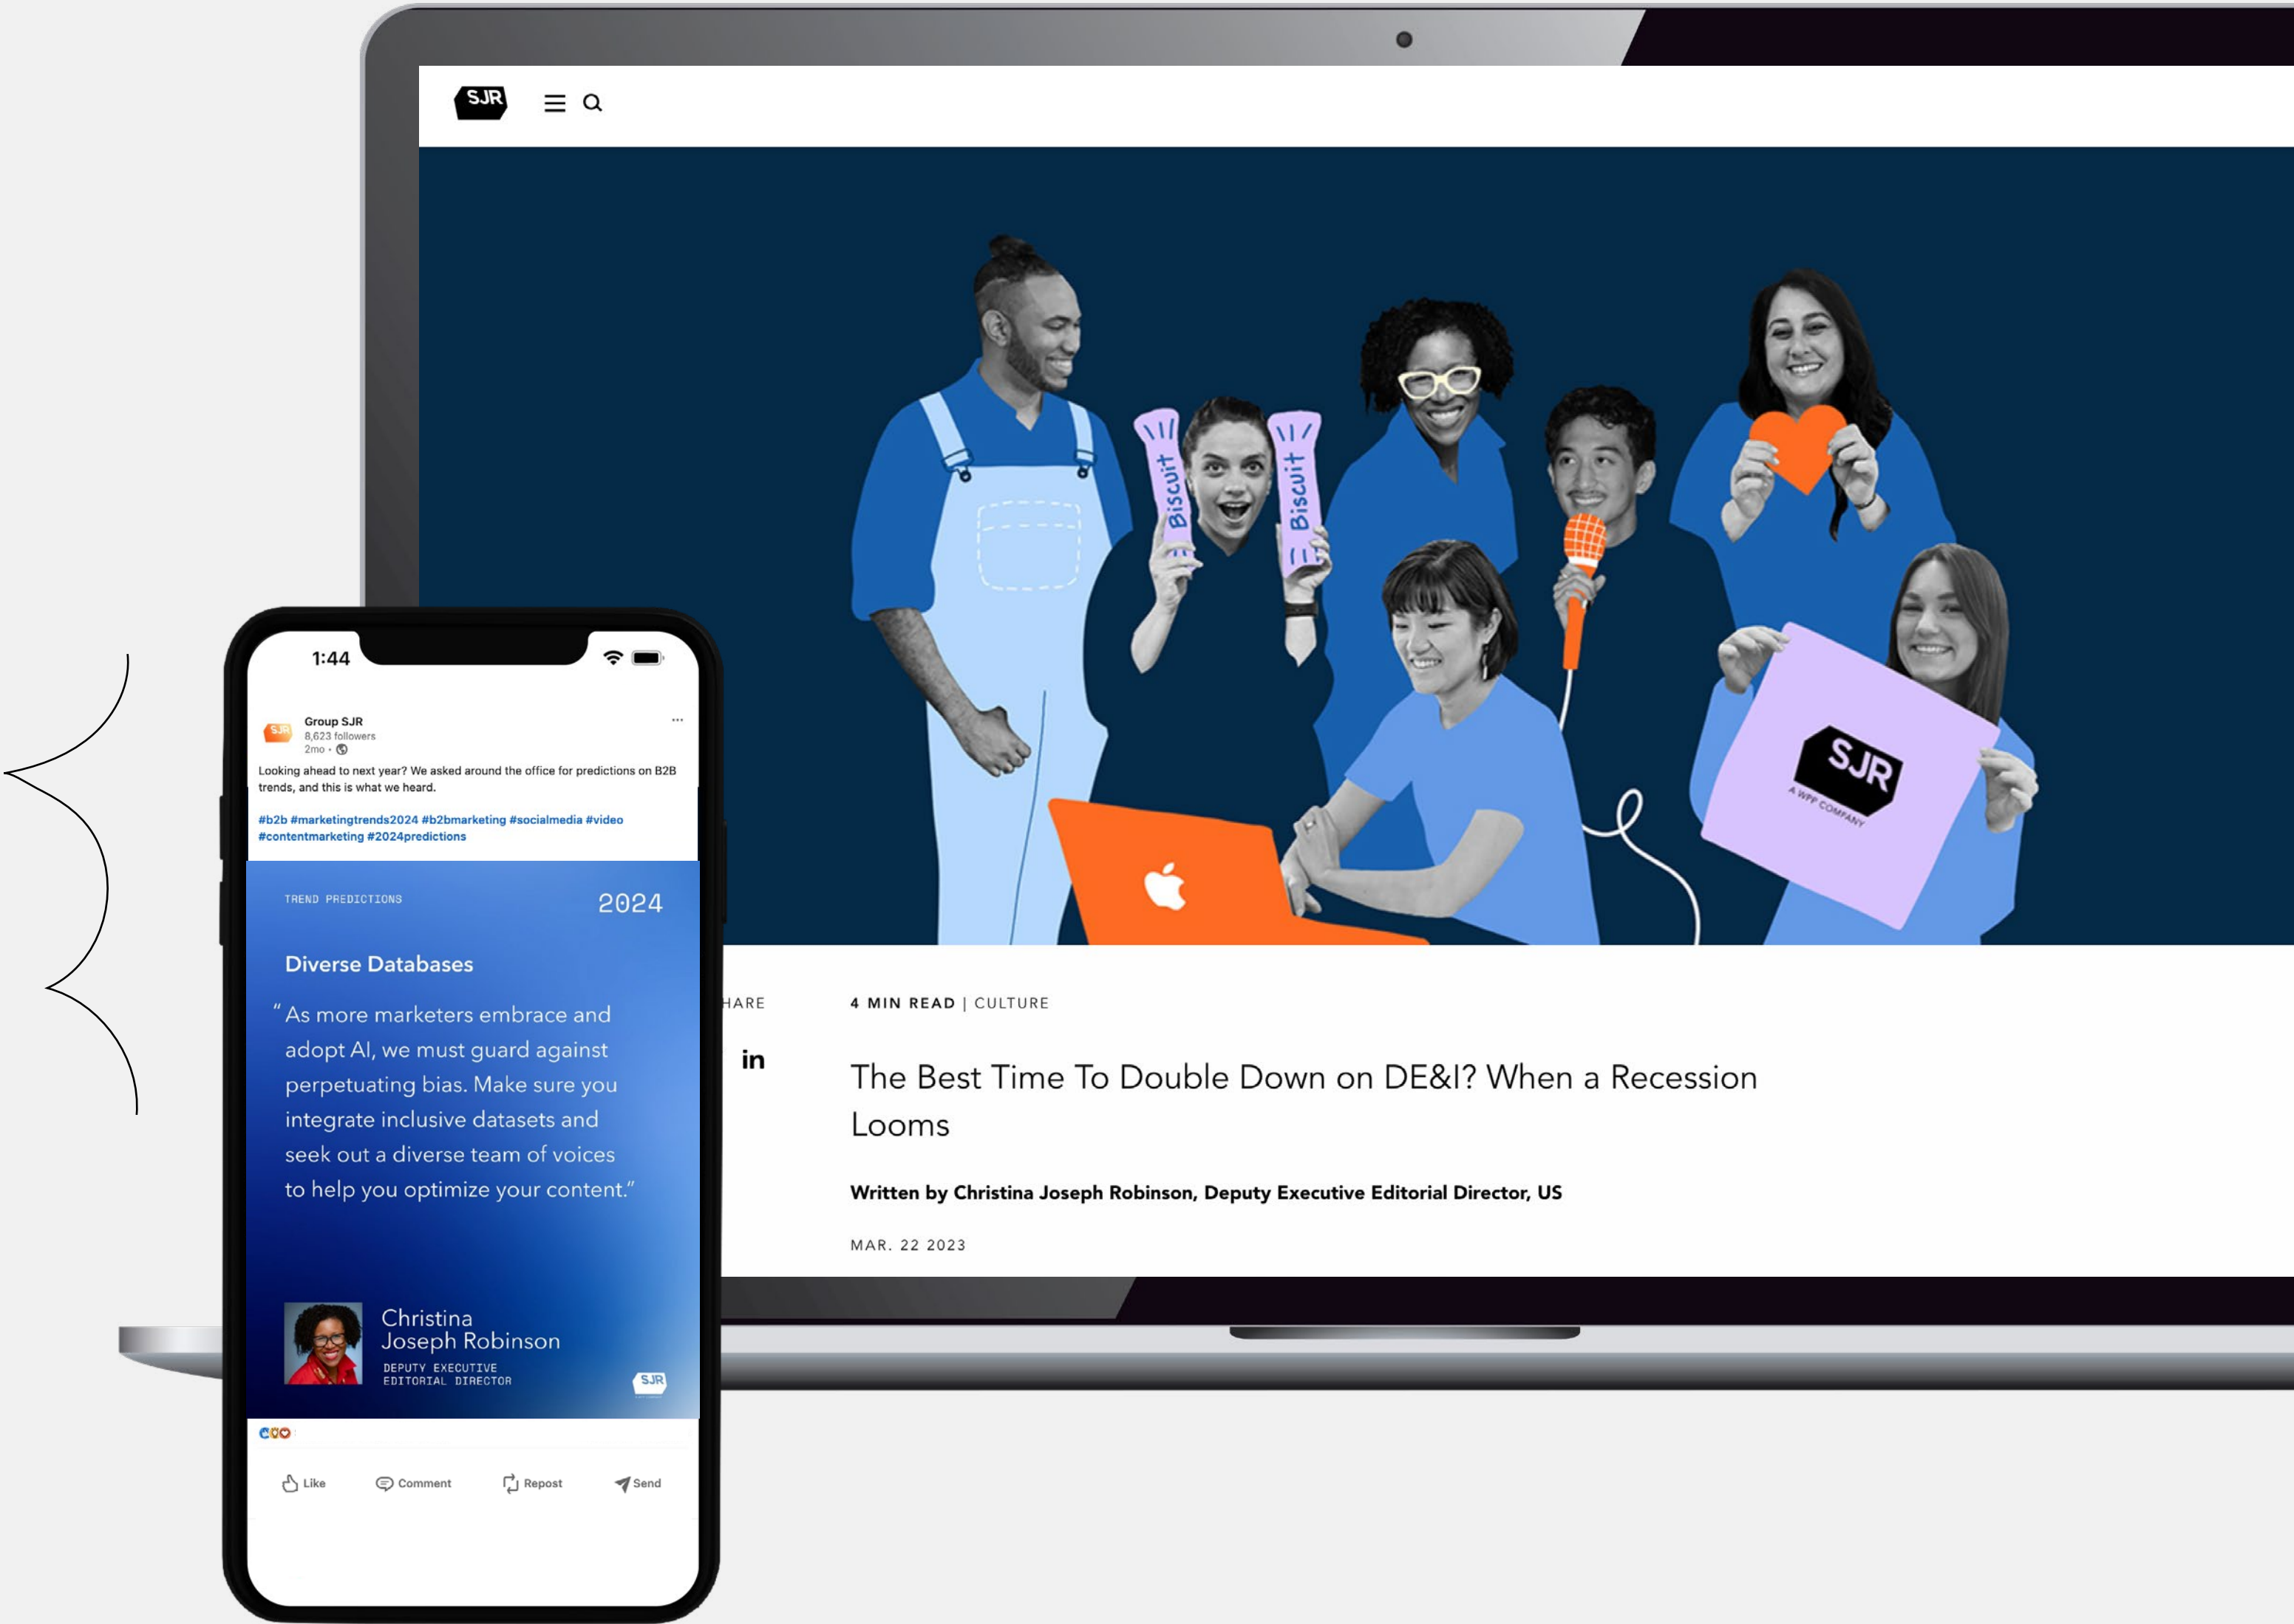 SJR
Biscuit
Biscuit
SJR
A WPP COMPANY
HARE
in
4 MIN READ | CULTURE
The Best Time To Double Down on DE&I? When a Recession
Looms
Written by Christina Joseph Robinson, Deputy Executive Editorial Director, US
MAR. 22 2023
1:44
SJR
Group SJR
8,623 followers
2mo •
Looking ahead to next year? We asked around the office for predictions on B2B
trends, and this is what we heard.
#b2b #marketingtrends2024 #b2bmarketing #socialmedia #video
#contentmarketing #2024predictions
TREND PREDICTIONS
2024
Diverse Databases
“As more marketers embrace and
adopt AI, we must guard against
perpetuating bias. Make sure you
integrate inclusive datasets and
seek out a diverse team of voices
to help you optimize your content.”
Christina
Joseph Robinson
DEPUTY EXECUTIVE
EDITORIAL DIRECTOR
SJR
Like
Comment
Repost
Send